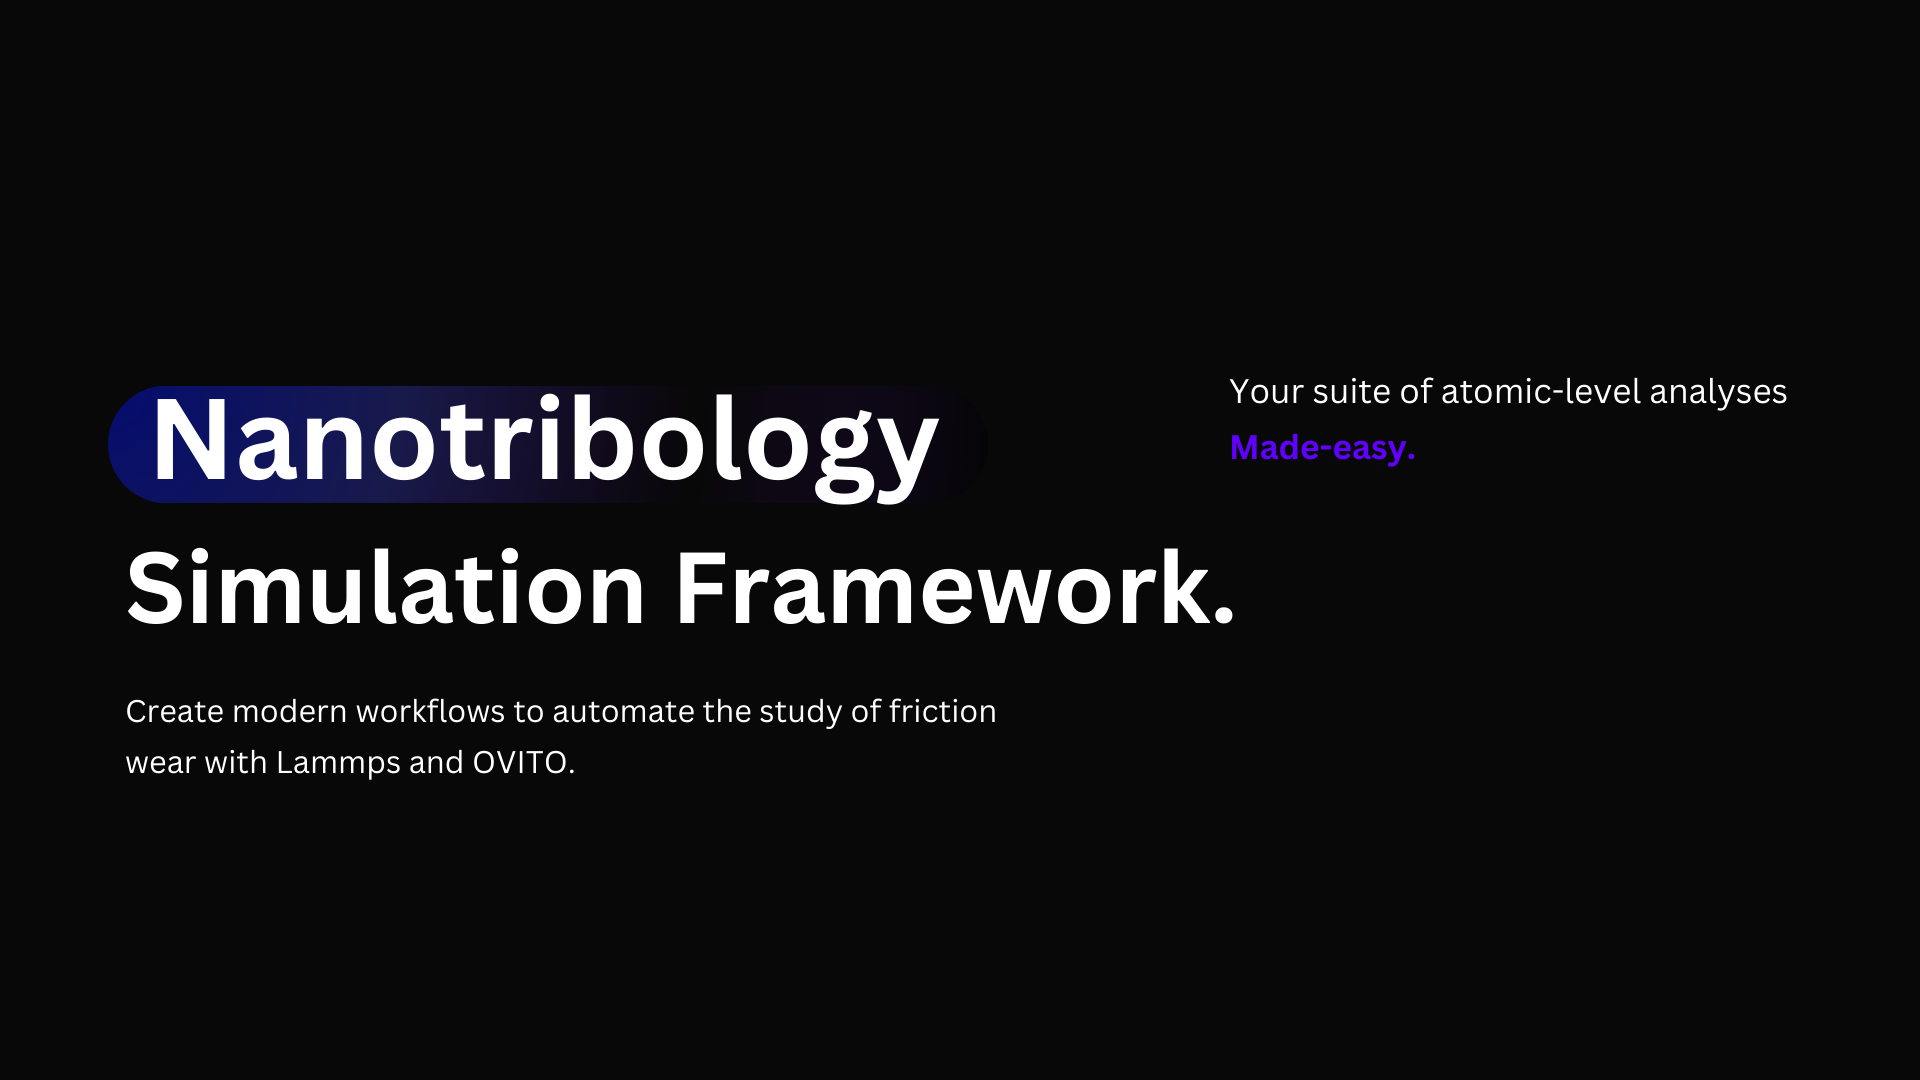 Nanotribology
Simulation Framework.
Create modern workflows to automate the study of friction
wear with Lammps and OVITO.
Your suite of atomic-level analyses
Made-easy.